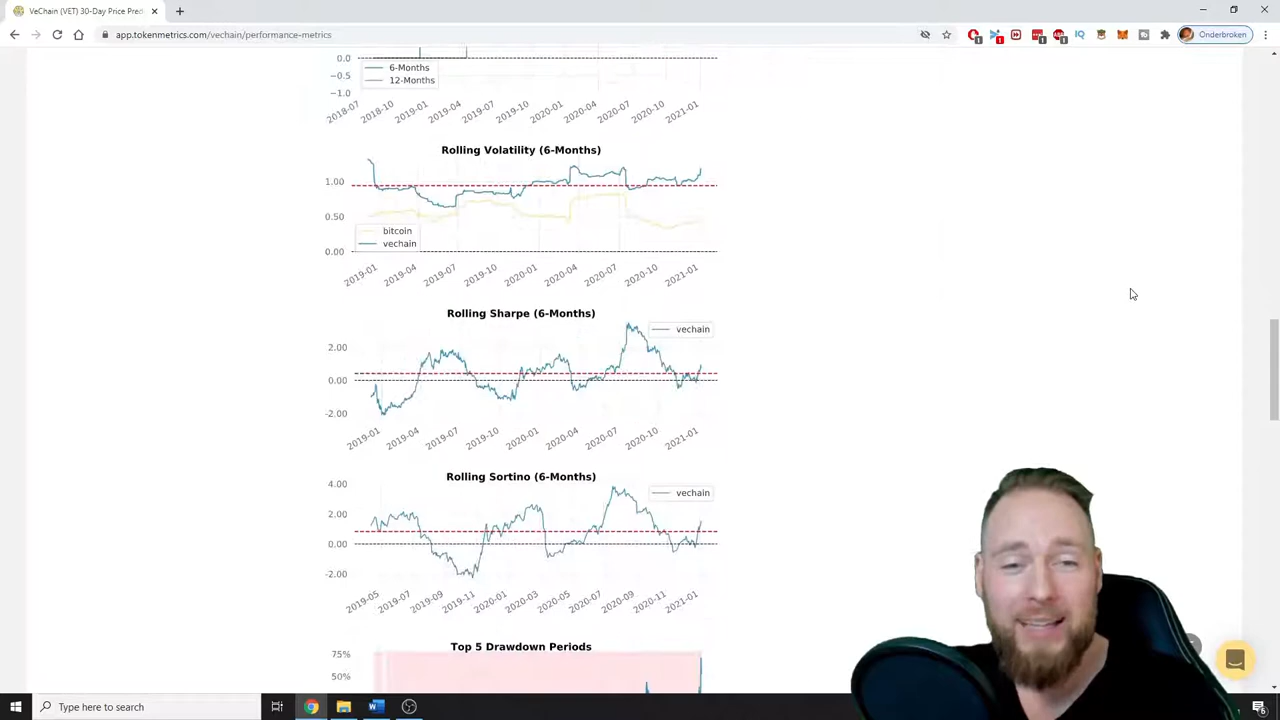 VeChain (VET) 30-Day Price Pred
app.tokenmetrics.com/vechain/performance-metrics
Onderbroken
0.0
−0.5
−1.0
6-Months
12-Months
2018-07 2018-10 2019-01 2019-04 2019-07 2019-10 2020-01 2020-04 2020-07 2020-10 2021-01
Rolling Volatility (6-Months)
1.00
0.50
0.00
bitcoin
vechain
2019-01 2019-04 2019-07 2019-10 2020-01 2020-04 2020-07 2020-10 2021-01
Rolling Sharpe (6-Months)
vechain
2.00
0.00
-2.00
2019-01 2019-04 2019-07 2019-10 2020-01 2020-04 2020-07 2020-10 2021-01
Rolling Sortino (6-Months)
4.00
vechain
2.00
0.00
-2.00
2019-05 2019-07 2019-09 2019-11 2020-01 2020-03 2020-05 2020-07 2020-09 2020-11 2021-01
Top 5 Drawdown Periods
75%
50%
Type here to search